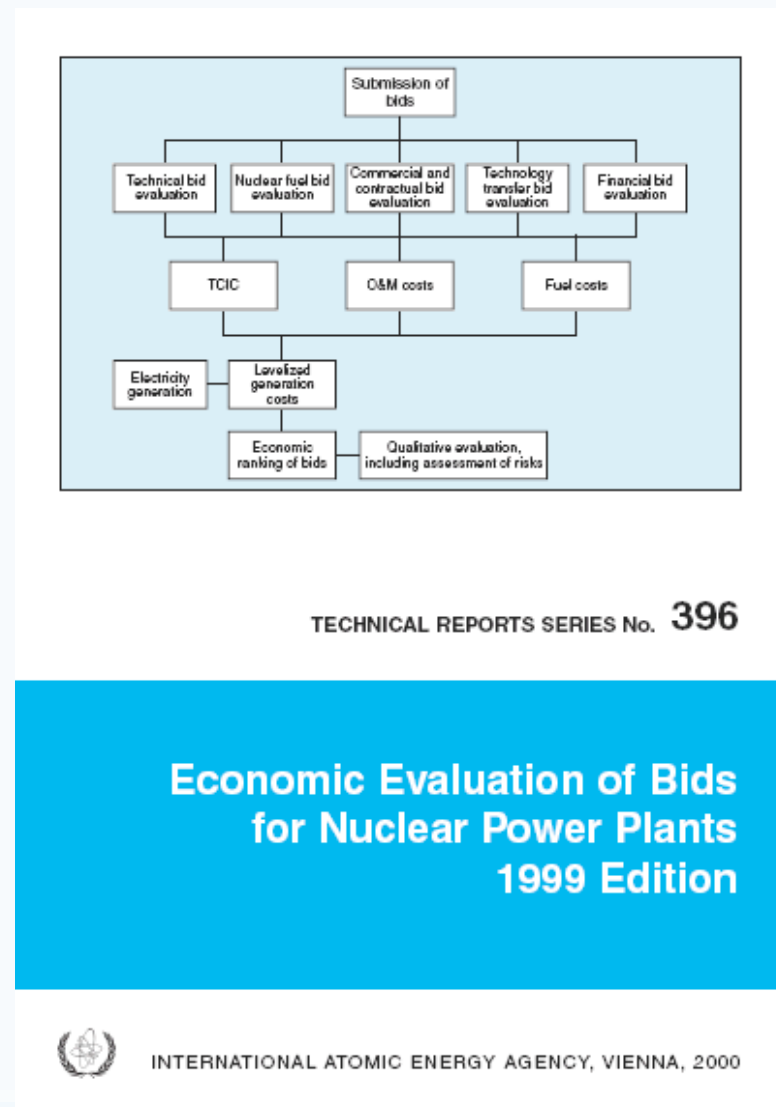 Submission of
bids
Technical bid
evaluation
Nuclear fuel bid
evaluation
Commercial and
contractual bid
evaluation
Technology
transfer bid
evaluation
Financial bid
evaluation
TCIC
O&M costs
Fuel costs
Electricity
generation
Levelized
generation
costs
Economic
ranking of bids
Qualitative evaluation,
including assessment of risks
TECHNICAL REPORTS SERIES No. 396
Economic Evaluation of Bids
for Nuclear Power Plants
1999 Edition
INTERNATIONAL ATOMIC ENERGY AGENCY, VIENNA, 2000